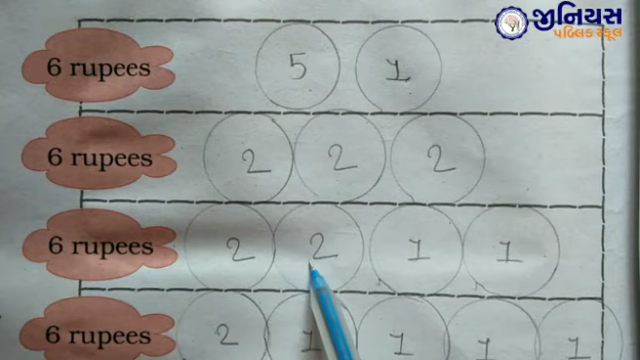 જીનિયસ
પબ્લિક સ્કૂલ
6 rupees 5 1
6 rupees 2 2 2
6 rupees 2 2 1 1
6 rupees 2 1 1 1 1